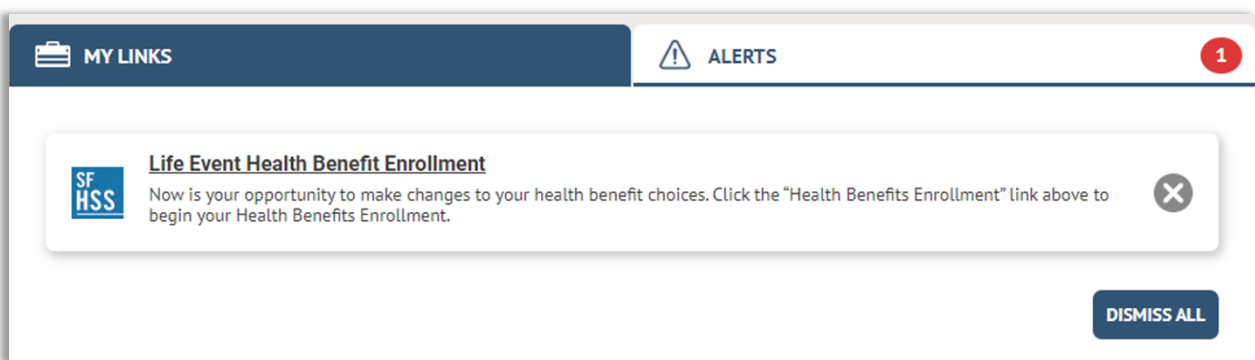 MY LINKS
ALERTS
1
Life Event Health Benefit Enrollment
SF
HSS
Now is your opportunity to make changes to your health benefit choices. Click the “Health Benefits Enrollment” link above to
begin your Health Benefits Enrollment.
DISMISS ALL